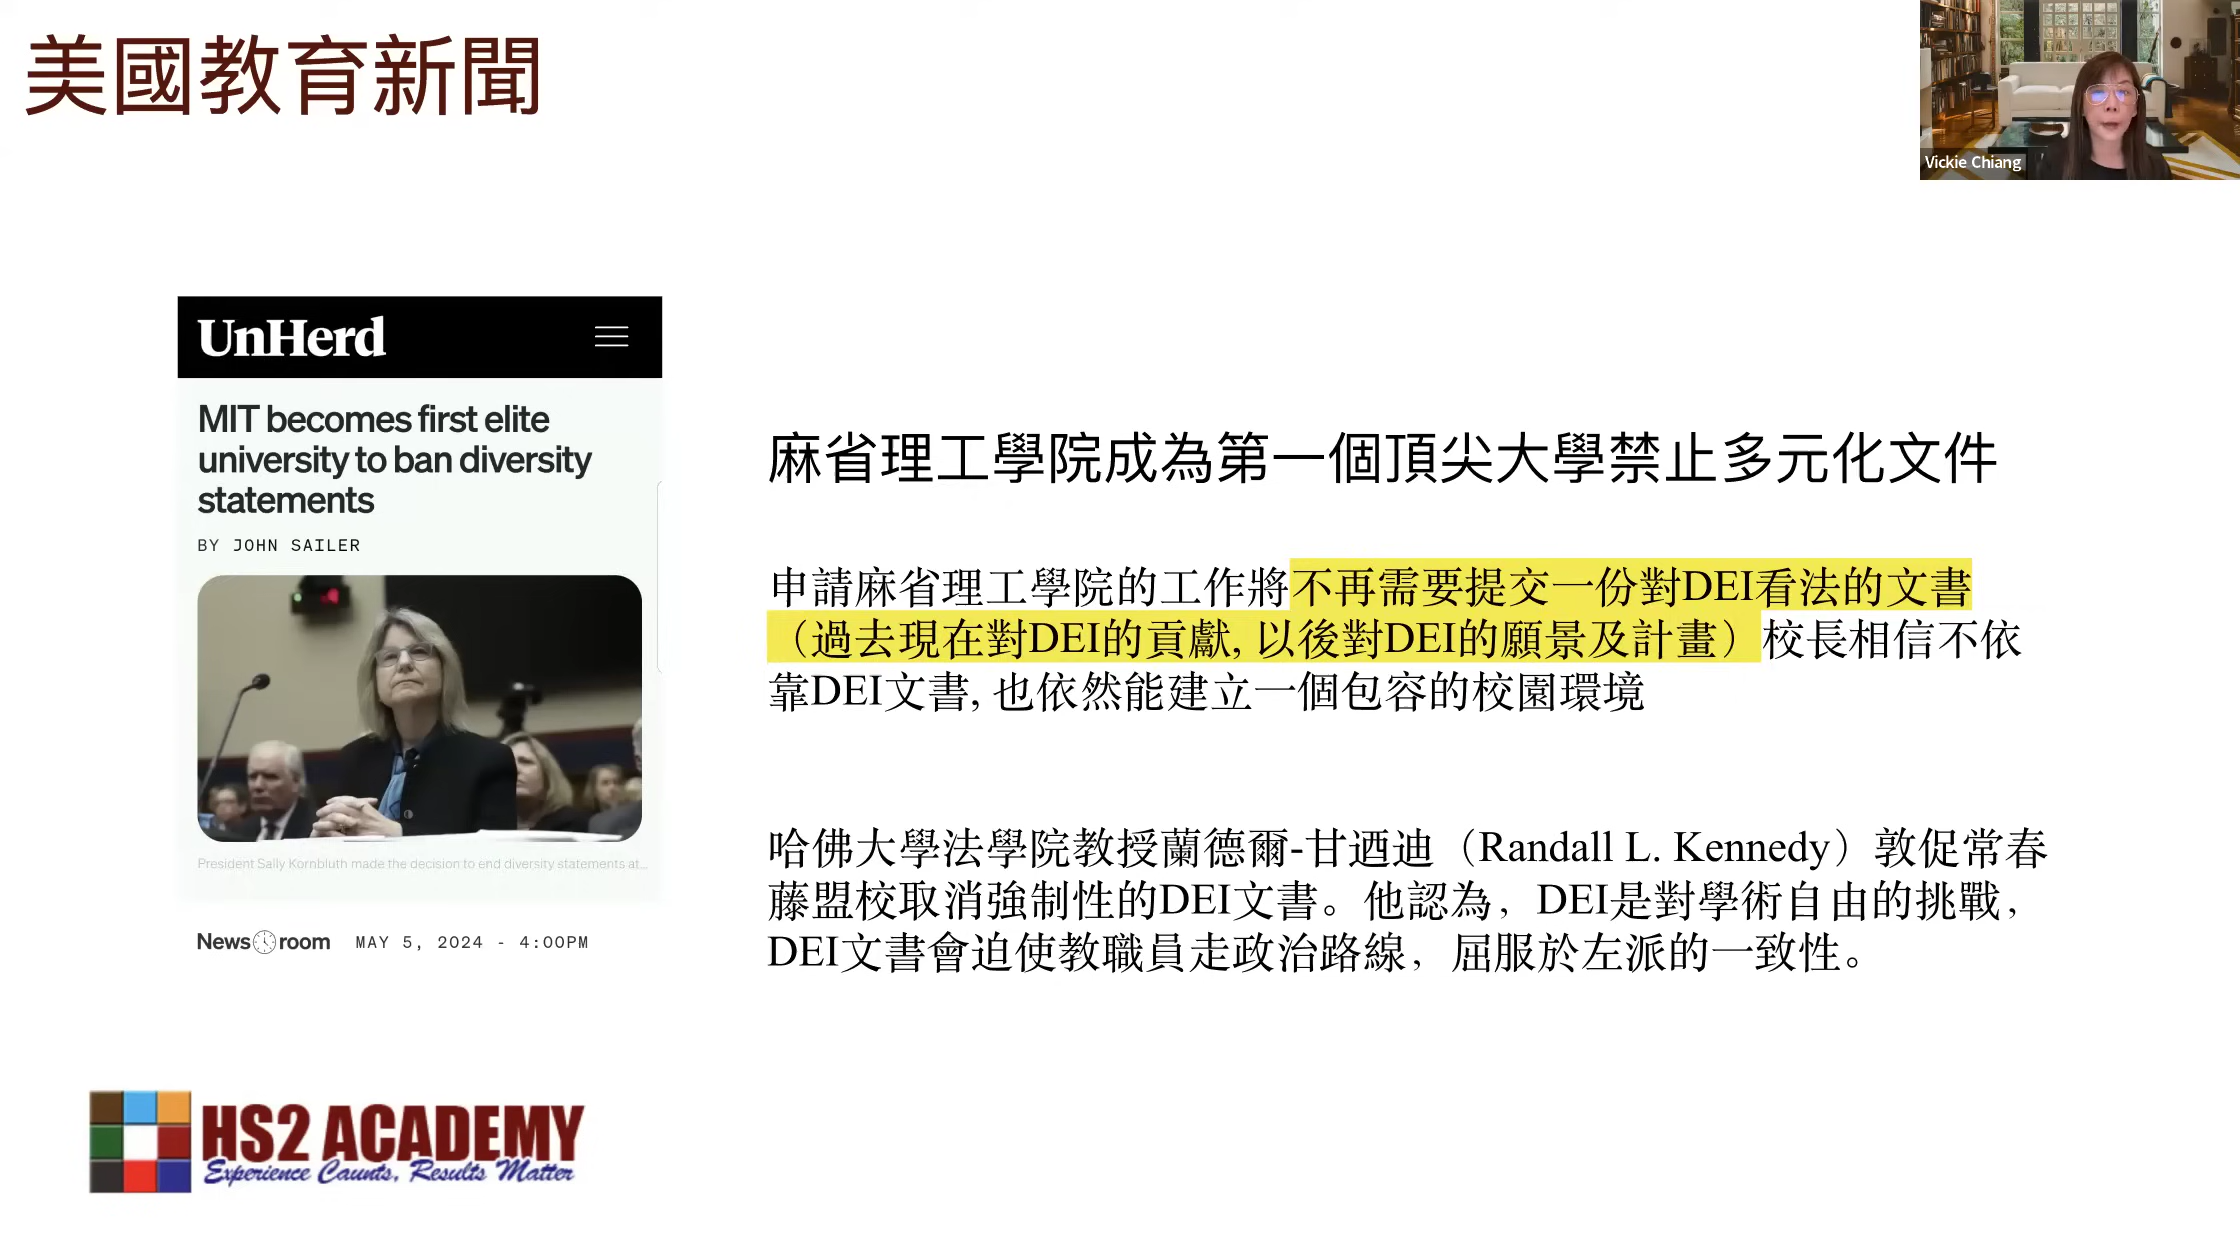 美國教育新聞
Vickie Chiang
UnHerd
MIT becomes first elite
university to ban diversity
statements
BY JOHN SAILER
President Sally Kornbluth made the decision to end diversity statements at...
Newsroom MAY 5, 2024 - 4:00PM
麻省理工學院成為第一個頂尖大學禁止多元化文件
申請麻省理工學院的工作將不再需要提交一份對DEI看法的文書
（過去現在對DEI的貢獻, 以後對DEI的願景及計畫）校長相信不依
靠DEI文書, 也依然能建立一個包容的校園環境
哈佛大學法學院教授蘭德爾-甘迺迪（Randall L. Kennedy）敦促常春
藤盟校取消強制性的DEI文書。他認為，DEI是對學術自由的挑戰，
DEI文書會迫使教職員走政治路線，屈服於左派的一致性。
HS2 ACADEMY
Experience Counts, Results Matter